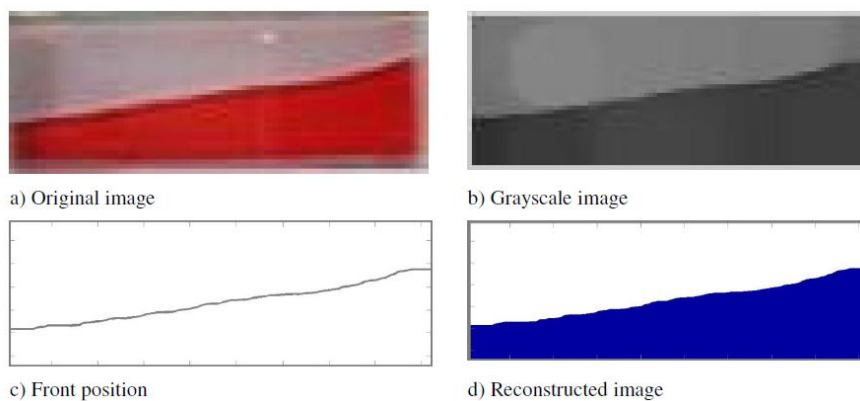 a) Original image
b) Grayscale image
c) Front position
d) Reconstructed image